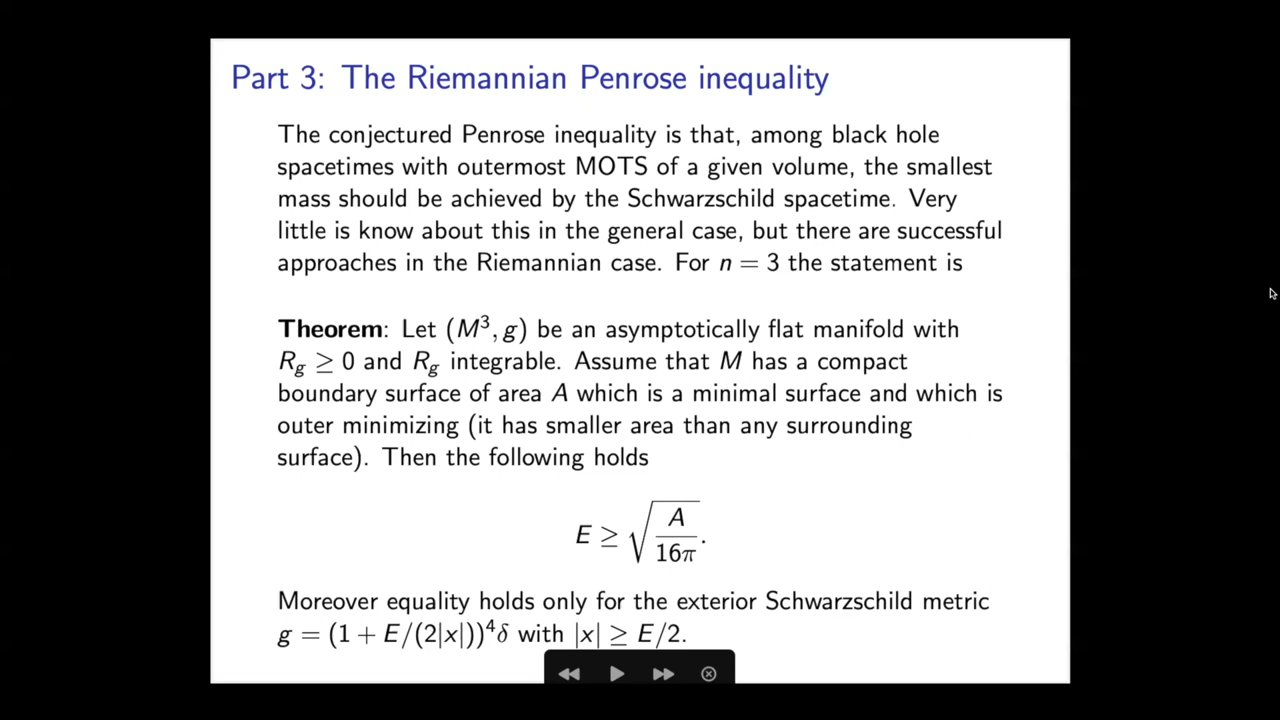 Part 3: The Riemannian Penrose inequality
The conjectured Penrose inequality is that, among black hole
spacetimes with outermost MOTS of a given volume, the smallest
mass should be achieved by the Schwarzschild spacetime. Very
little is know about this in the general case, but there are successful
approaches in the Riemannian case. For n = 3 the statement is
Theorem: Let (M³, g) be an asymptotically flat manifold with
R_g ≥ 0 and R_g integrable. Assume that M has a compact
boundary surface of area A which is a minimal surface and which is
outer minimizing (it has smaller area than any surrounding
surface). Then the following holds
E ≥ √(A/16π).
Moreover equality holds only for the exterior Schwarzschild metric
g = (1 + E/(2|x|))⁴δ with |x| ≥ E/2.